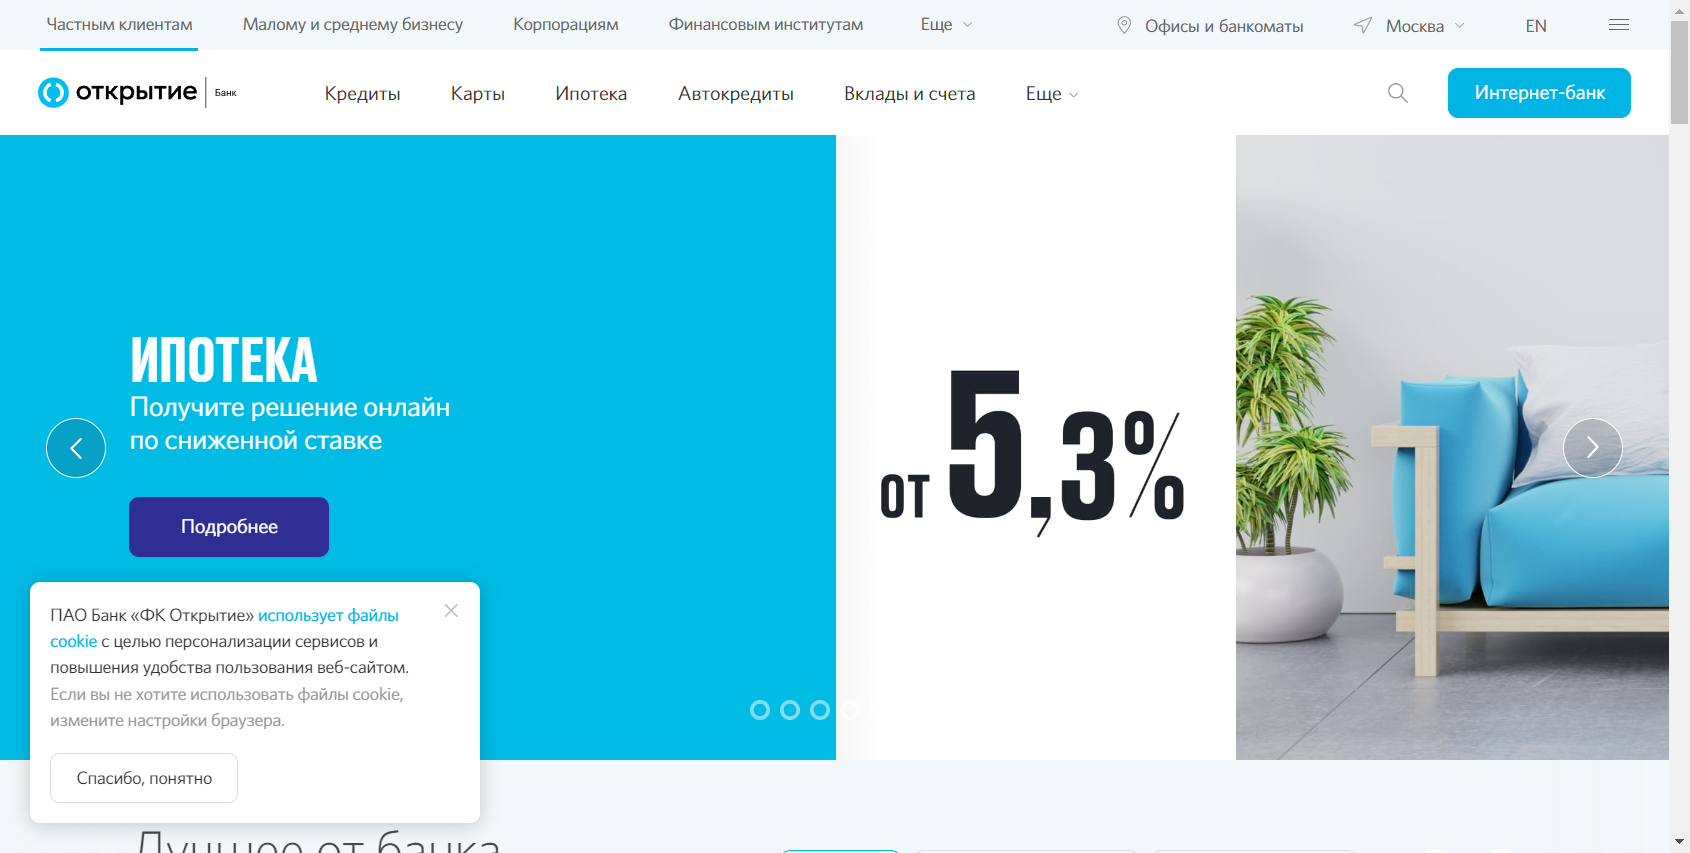 Частным клиентам
Малому и среднему бизнесу
Корпорациям
Финансовым институтам
Еще
Офисы и банкоматы
Москва
EN
открытие
Банк
Кредиты
Карты
Ипотека
Автокредиты
Вклады и счета
Еще
Интернет-банк
ИПОТЕКА
Получите решение онлайн
по сниженной ставке
Подробнее
ОТ 5,3%
ПАО Банк «ФК Открытие» использует файлы
cookie с целью персонализации сервисов и
повышения удобства пользования веб-сайтом.
Если вы не хотите использовать файлы cookie,
измените настройки браузера.
Спасибо, понятно
Лучшее от банка